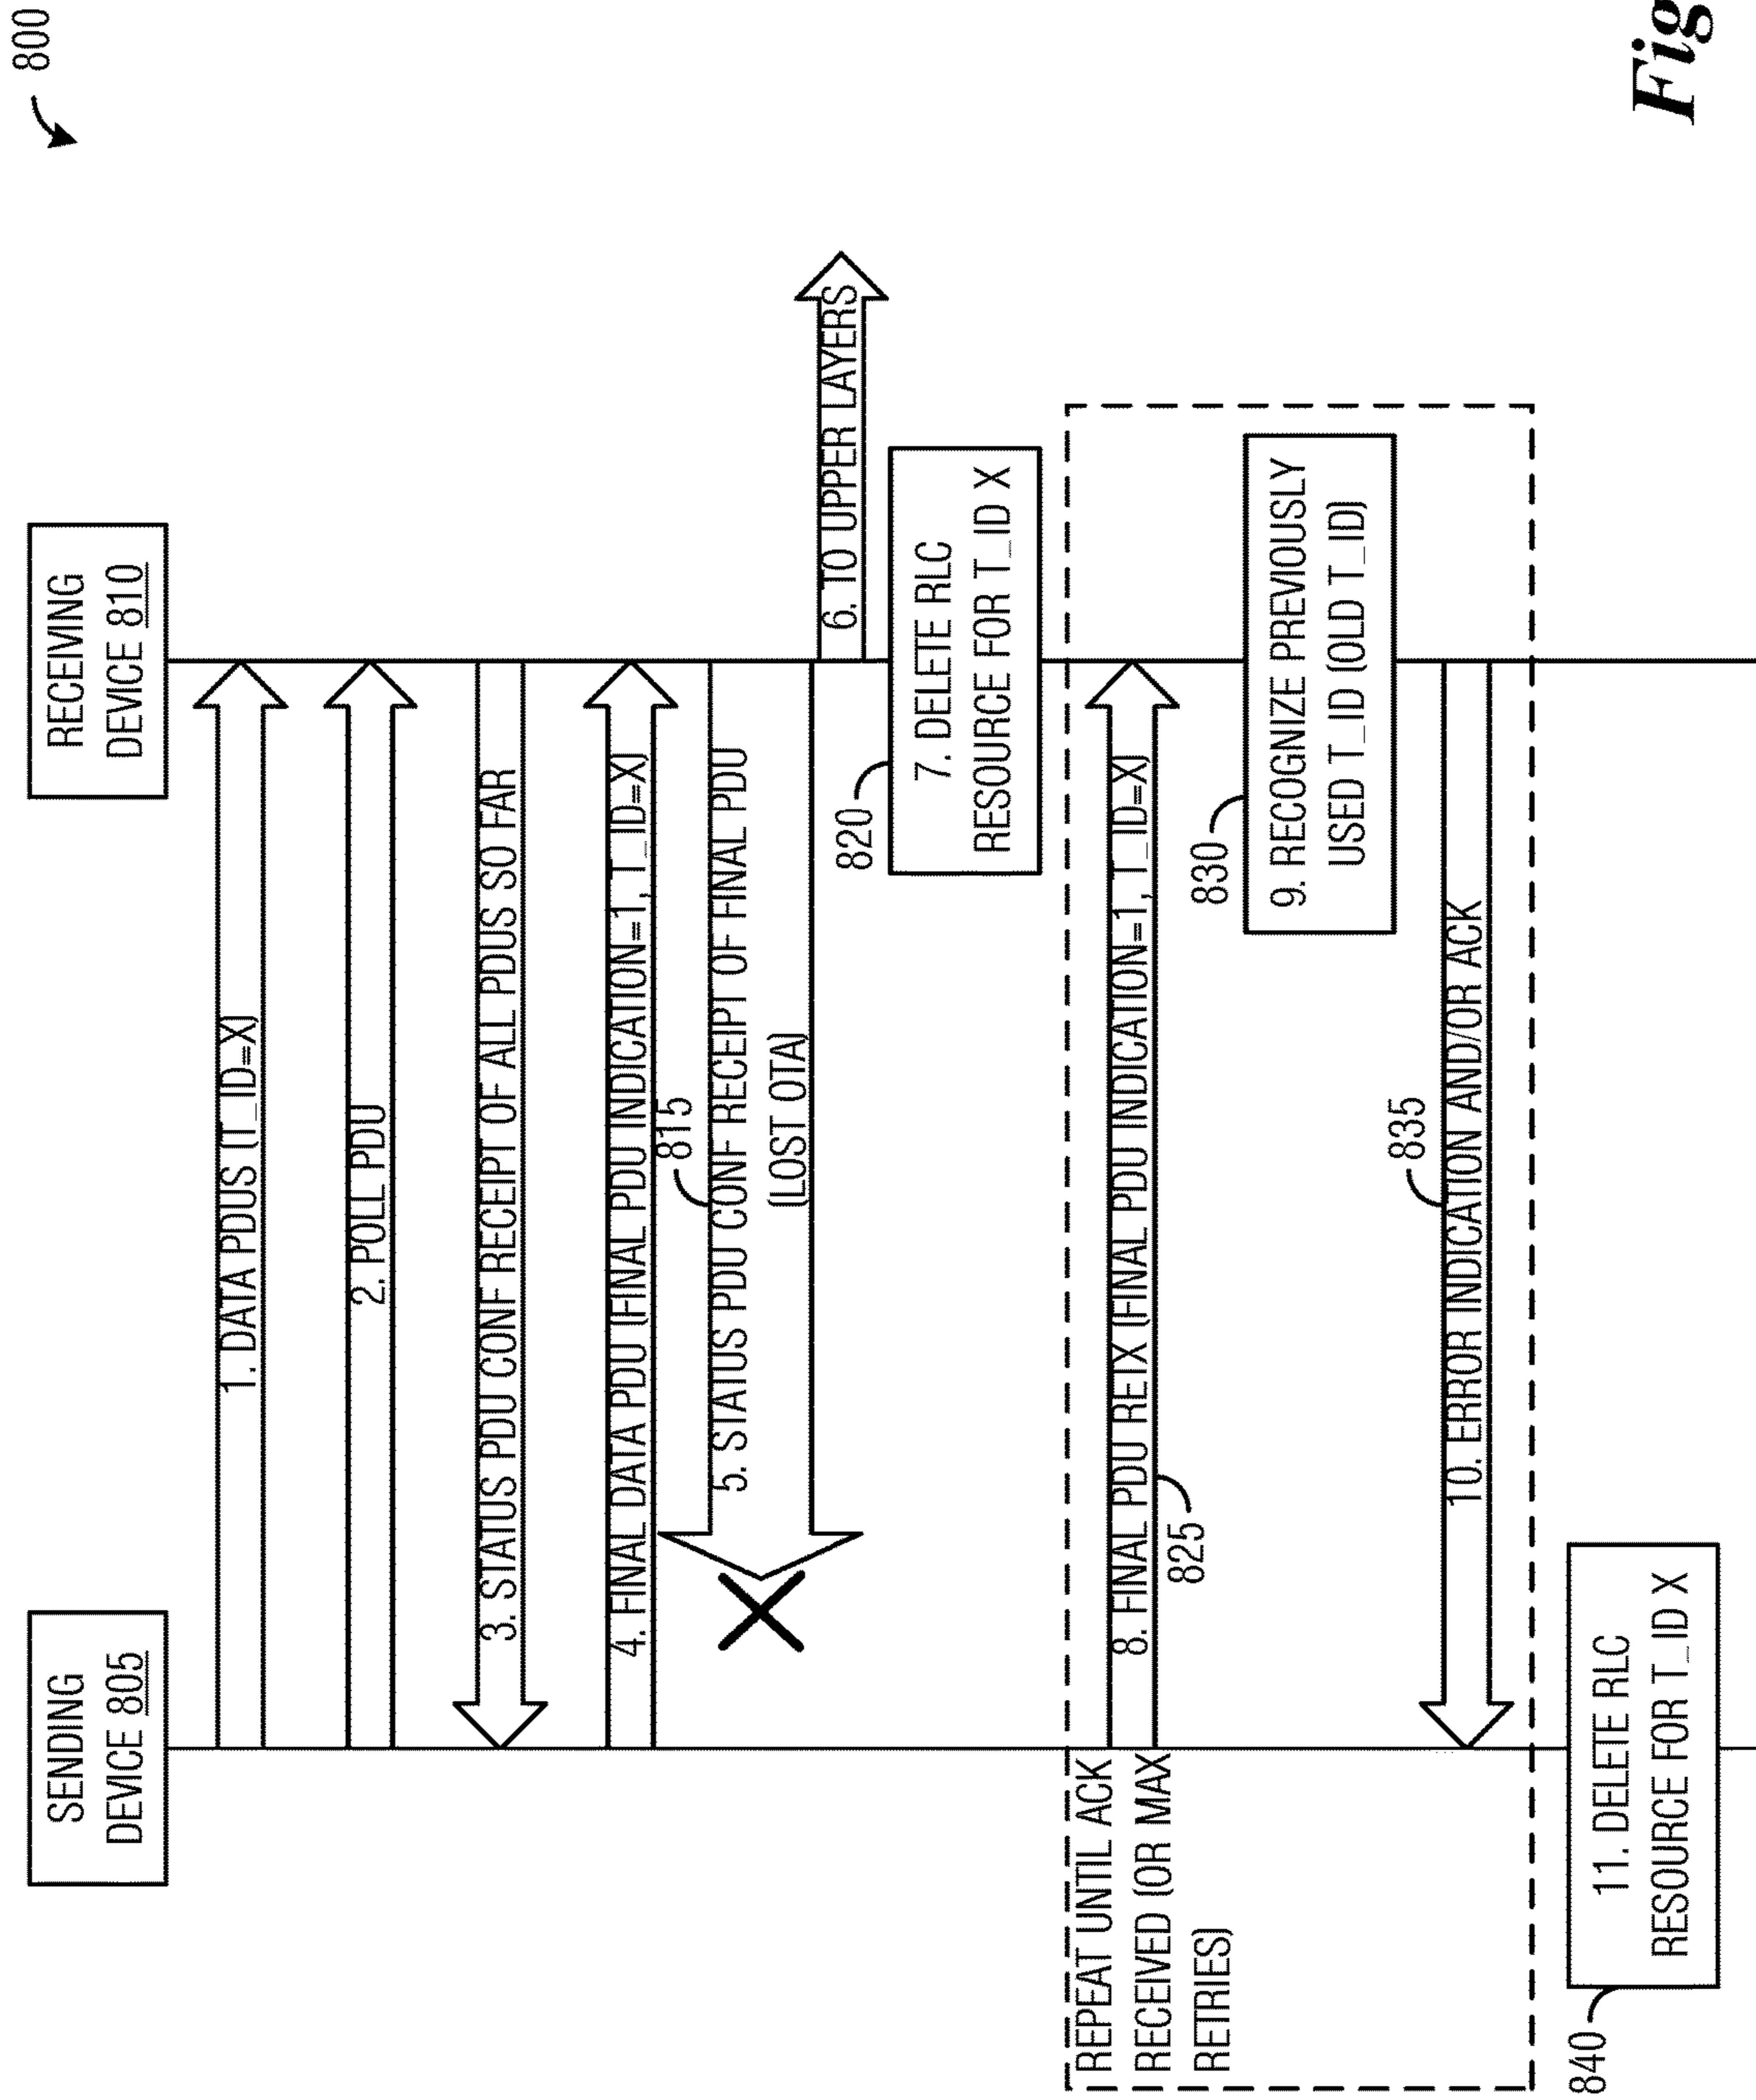 800
SENDING
DEVICE 805
RECEIVING
DEVICE 810
1. DATA PDUS (T_ID=X)
2. POLL PDU
3. STATUS PDU CONF RECEIPT OF ALL PDUS SO FAR
4. FINAL DATA PDU (FINAL PDU INDICATION=1, T_ID=X)
815
5. STATUS PDU CONF RECEIPT OF FINAL PDU
(LOST OTA)
6. TO UPPER LAYERS
820
7. DELETE RLC
RESOURCE FOR T_ID X
REPEAT UNTIL ACK
RECEIVED (OR MAX
RETRIES)
8. FINAL PDU RETX (FINAL PDU INDICATION=1, T_ID=X)
825
830
9. RECOGNIZE PREVIOUSLY
USED T_ID (OLD T_ID)
835
10. ERROR INDICATION AND/OR ACK
840
11. DELETE RLC
RESOURCE FOR T_ID X
Fig